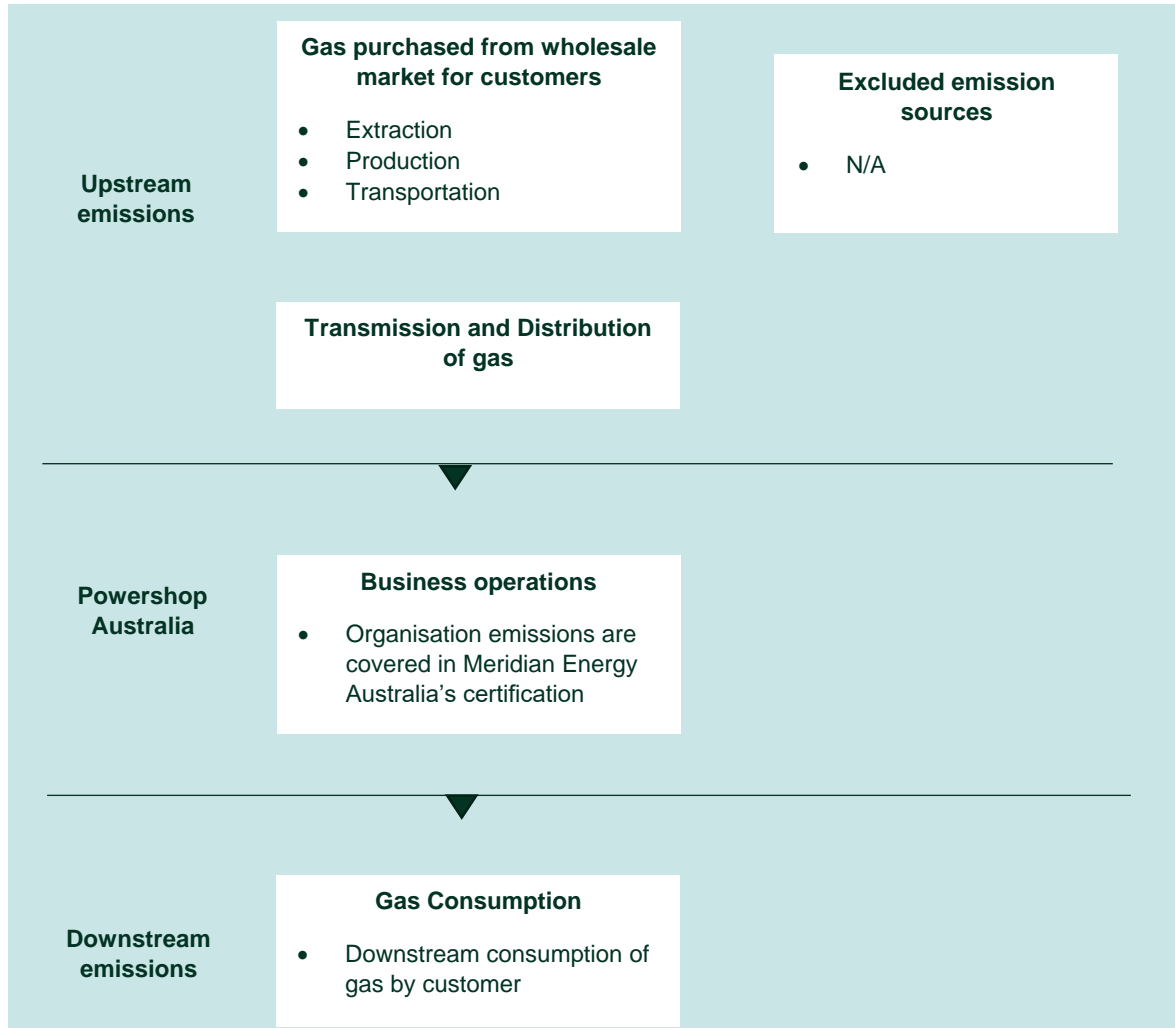 Gas purchased from wholesale
market for customers
• Extraction
• Production
• Transportation
Excluded emission
sources
• N/A
Upstream
emissions
Transmission and Distribution
of gas
Powershop
Australia
Business operations
• Organisation emissions are
covered in Meridian Energy
Australia’s certification
Downstream
emissions
Gas Consumption
• Downstream consumption of
gas by customer